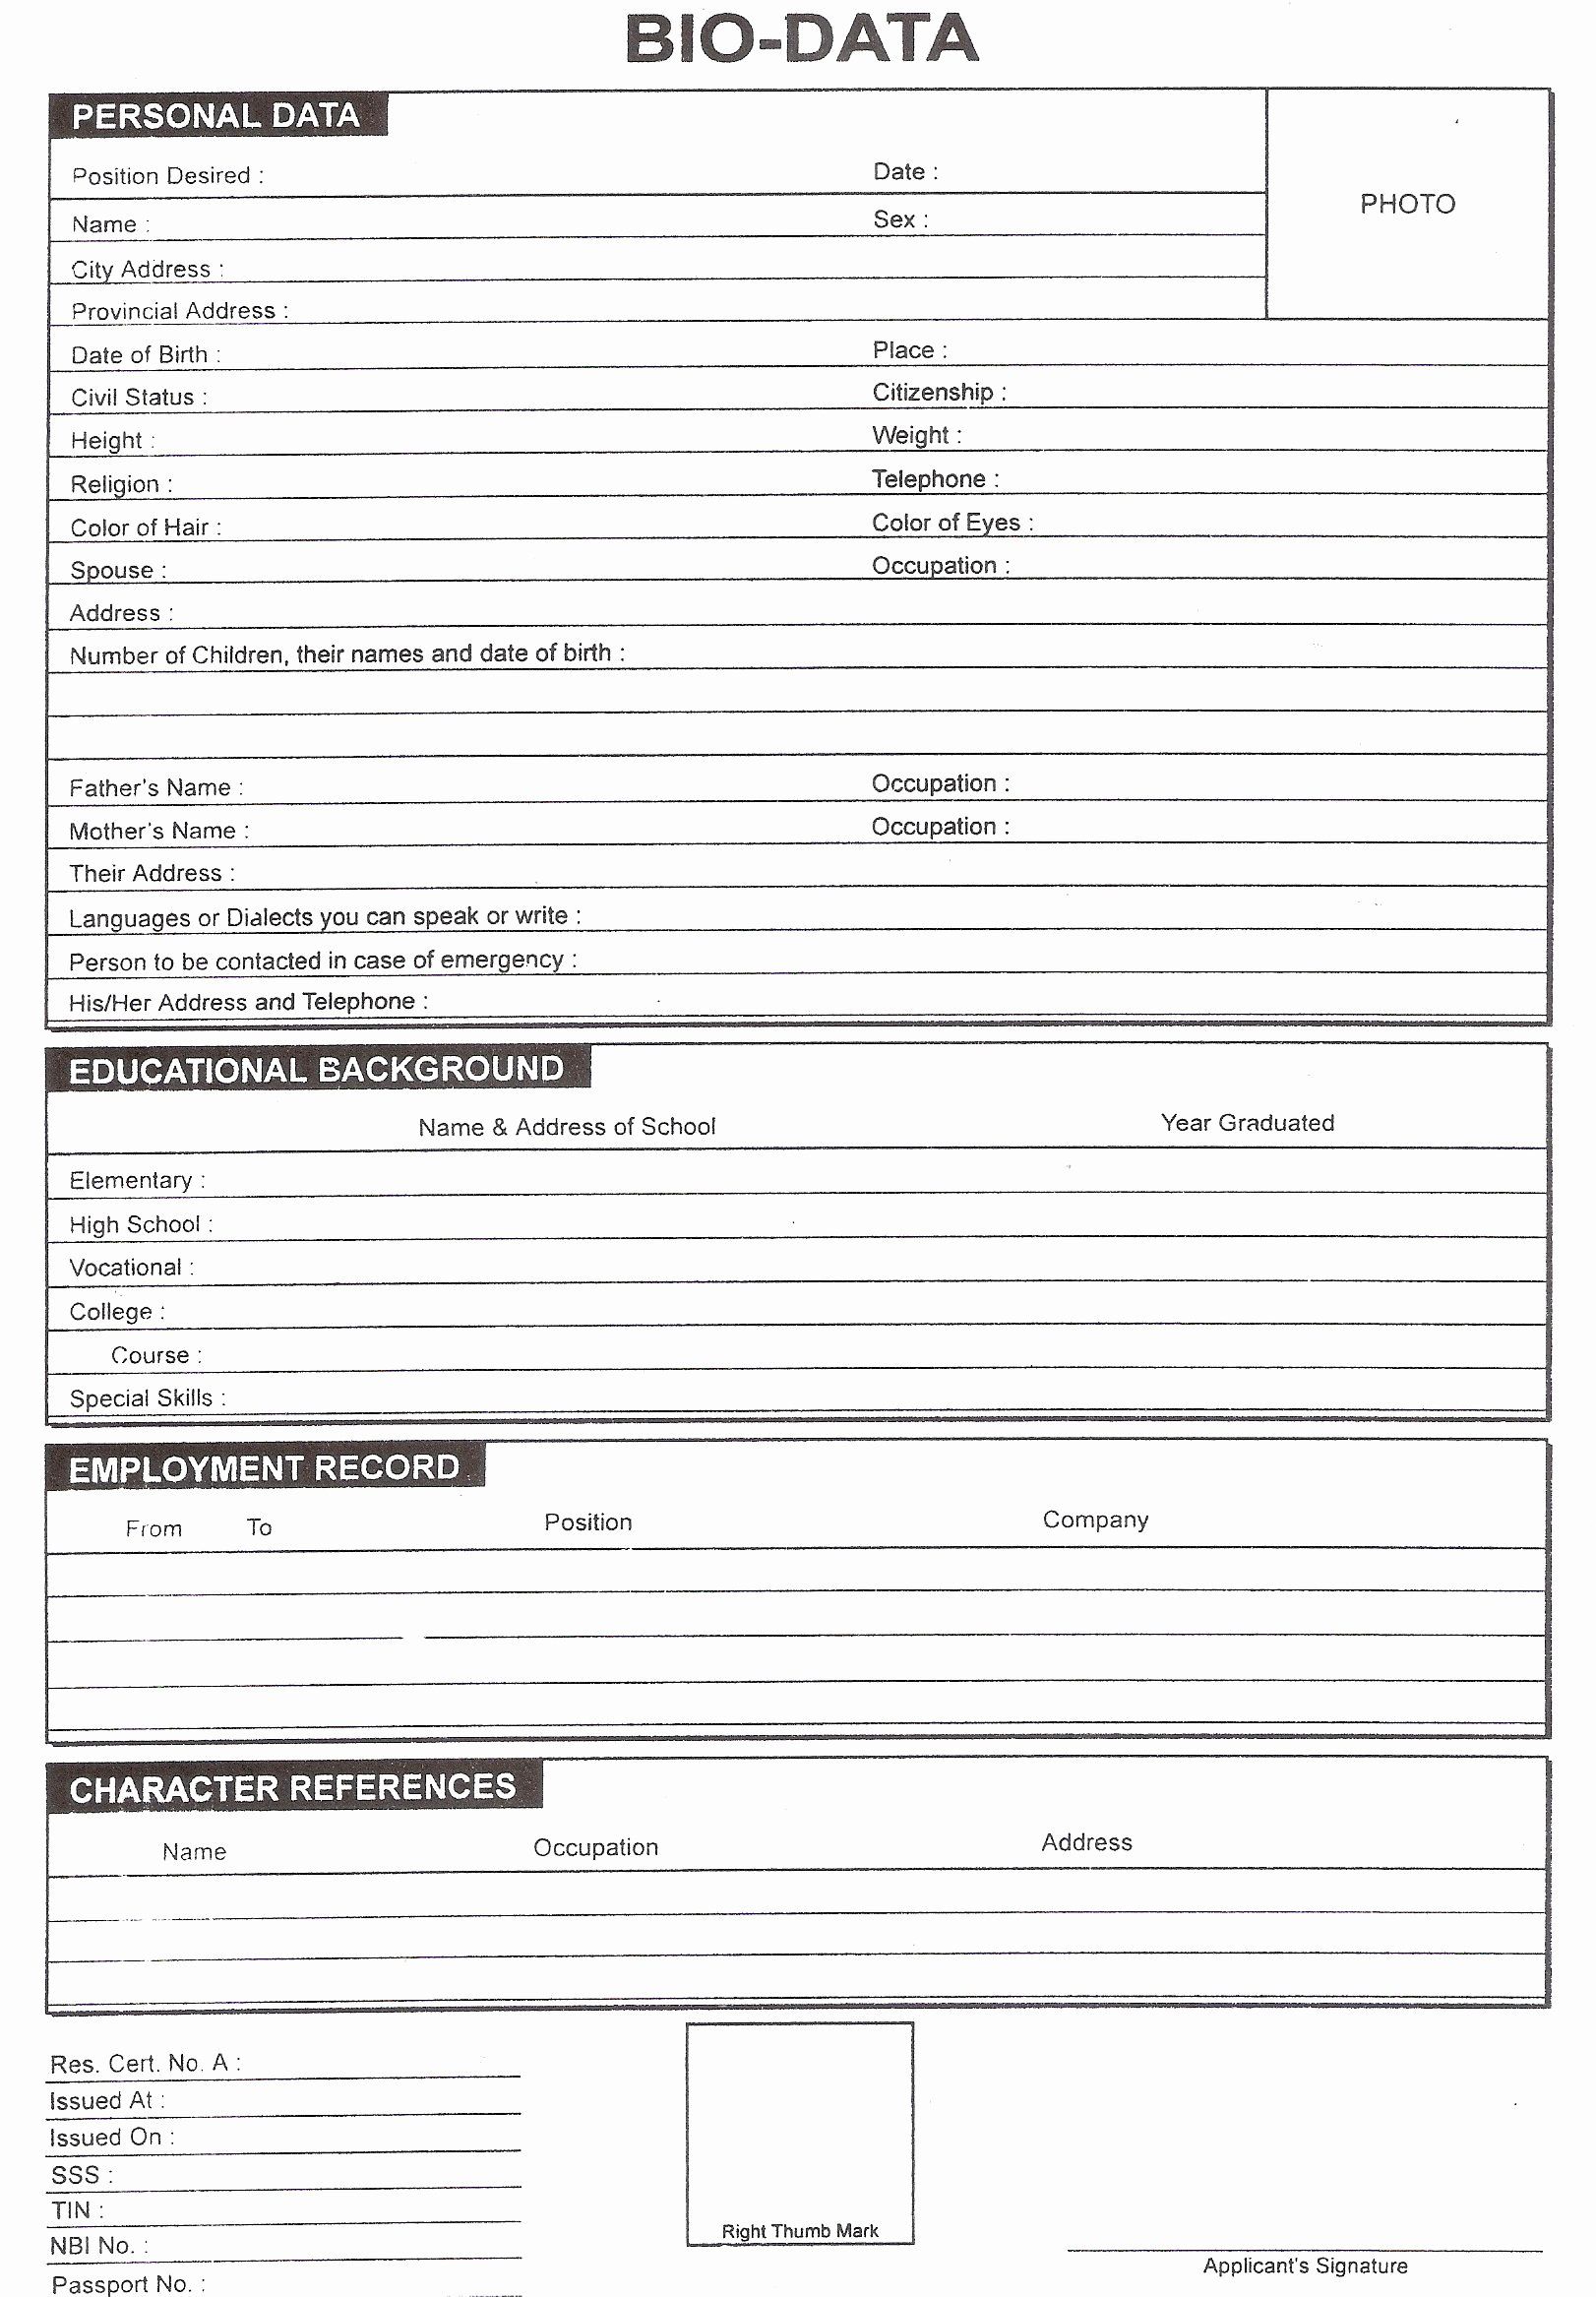 BIO-DATA
PERSONAL DATA
PHOTO
Position Desired : Date :
Name : Sex :
City Address :
Provincial Address :
Date of Birth : Place :
Civil Status : Citizenship :
Height : Weight :
Religion : Telephone :
Color of Hair : Color of Eyes :
Spouse : Occupation :
Address :
Number of Children, their names and date of birth :
Father's Name : Occupation :
Mother's Name : Occupation :
Their Address :
Languages or Dialects you can speak or write :
Person to be contacted in case of emergency :
His/Her Address and Telephone :
EDUCATIONAL BACKGROUND
Name & Address of School Year Graduated
Elementary :
High School :
Vocational :
College :
Course :
Special Skills :
EMPLOYMENT RECORD
From To Position Company
CHARACTER REFERENCES
Name Occupation Address
Res. Cert. No. A :
Issued At :
Issued On :
SSS :
TIN :
NBI No. :
Passport No. :
Right Thumb Mark
Applicant's Signature